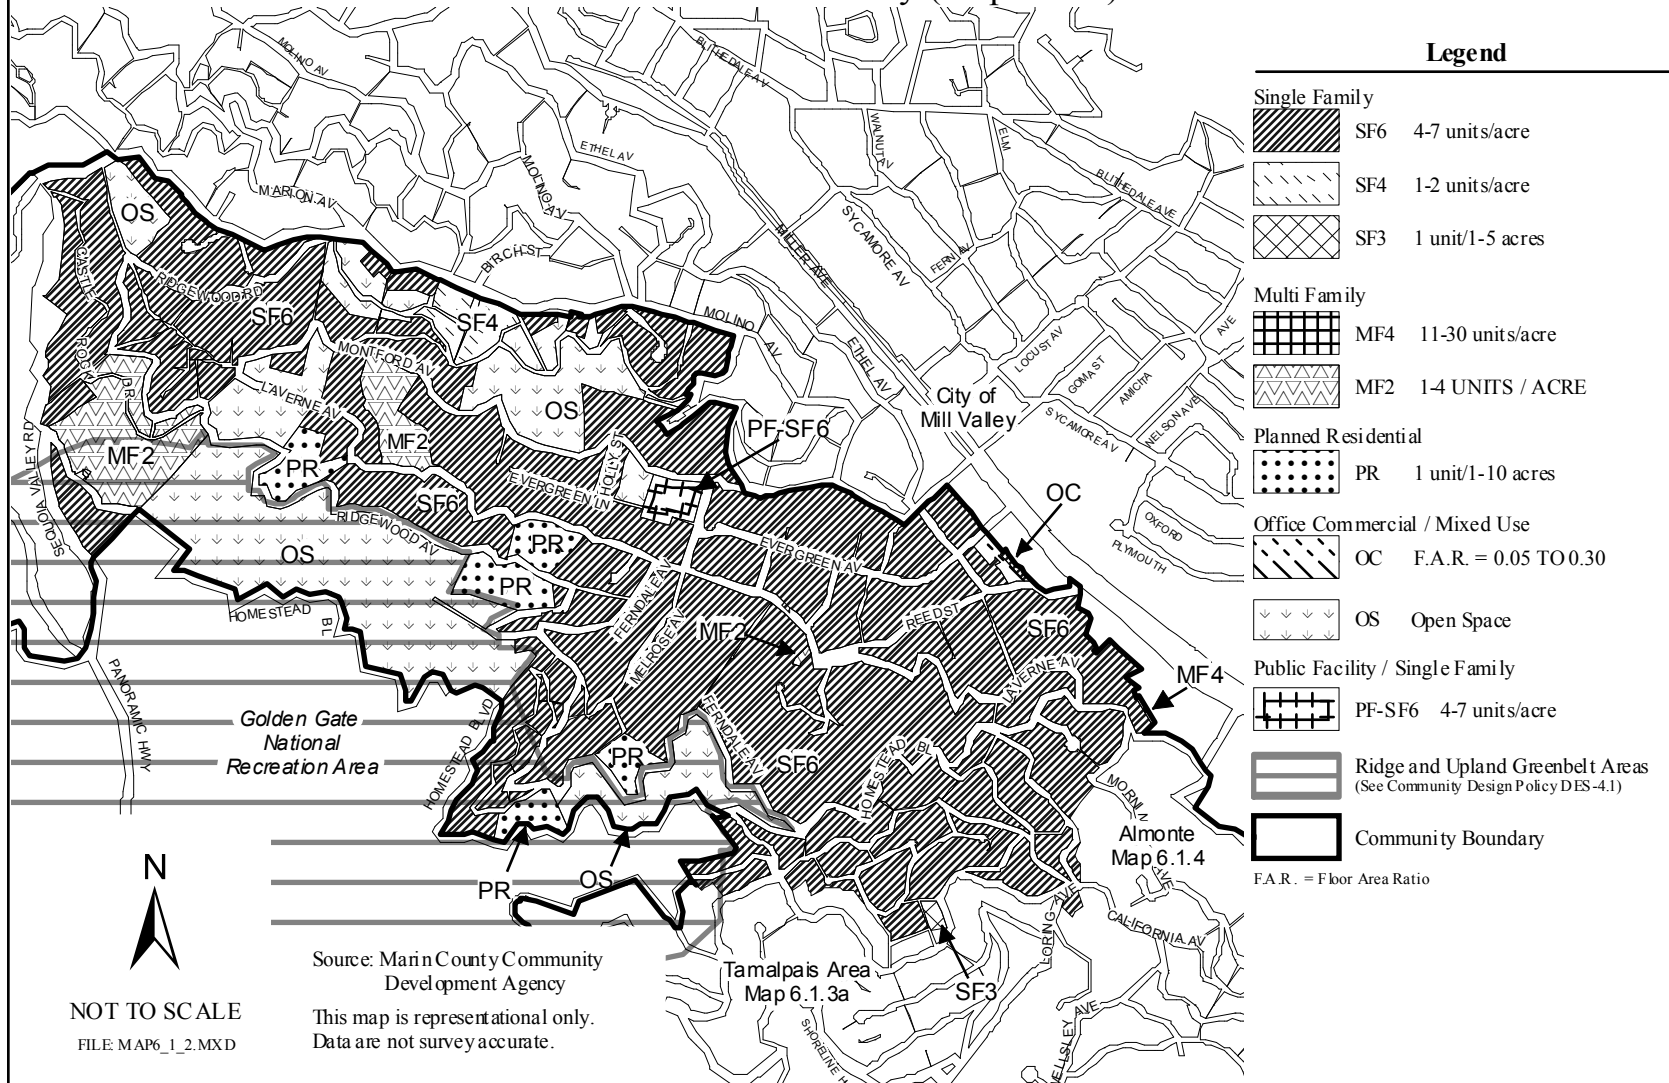 Legend
Single Family
SF6 4-7 units/acre
SF4 1-2 units/acre
SF3 1 unit/1-5 acres
Multi Family
MF4 11-30 units/acre
MF2 1-4 UNITS / ACRE
Planned Residential
PR 1 unit/1-10 acres
Office Commercial / Mixed Use
OC F.A.R. = 0.05 TO 0.30
OS Open Space
Public Facility / Single Family
PF-SF6 4-7 units/acre
Ridge and Upland Greenbelt Areas
(See Community Design Policy DES-4.1)
Community Boundary
F.A.R. = Floor Area Ratio
MOLINO AV
BLITHEDALE AV
WALNUT AV
ELM
ETHEL AV
MOLINO AV
BLITHEDALE AVE
MARION AV
OS
SYCAMORE AV
MILLER AVE
FERN AV
BIRCH ST
CASTLE
ROCK
DR
RIDGEWOOD RD
SF6
SF4
MOLINO
AV
AVE
MONTFORD AV
ETHEL AV
LOCUST AV
GOMA ST
AMICITA
NELSON AVE
LAVERNE AV
OS
City of
Mill Valley
SYCAMORE AV
PF-SF6
MF2
MF2
PR
HOLLY ST
EVERGREEN LN
SF6
OC
OXFORD
PLYMOUTH
SEQUOIA VALLEY RD
RIDGEWOOD AV
PR
OS
EVERGREEN AV
PR
FERNDALE AV
HOMESTEAD
BL
REED ST
MF2
SF6
MELROSE AV
LAVERNE AV
MF4
PANORAMIC HWY
Golden Gate
National
Recreation Area
HOMESTEAD BLVD
FERNDALE AV
PR
SF6
HOMESTEAD BL
Almonte
Map 6.1.4
AVE
PR
OS
N
LORING AVE
CALIFORNIA AV
Source: Marin County Community
Development Agency
Tamalpais Area
Map 6.1.3a
SF3
NOT TO SCALE
This map is representational only.
Data are not survey accurate.
FILE: MAP6_1_2.MXD